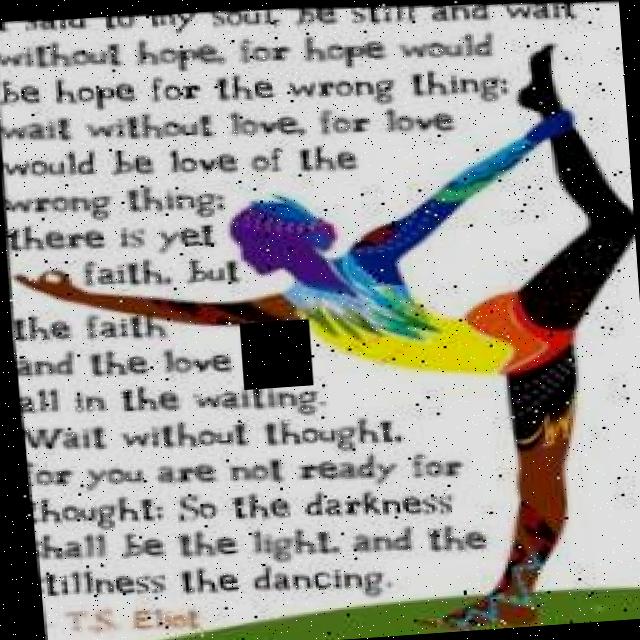 said to my soul, be still and wait
without hope, for hope would
be hope for the wrong thing;
wait without love, for love
would be love of the
wrong thing;
there is yet
faith, but
the faith
and the love
all in the waiting.
Wait without thought,
for you are not ready for
thought: So the darkness
shall be the light, and the
stillness the dancing.
T.S. Eliot